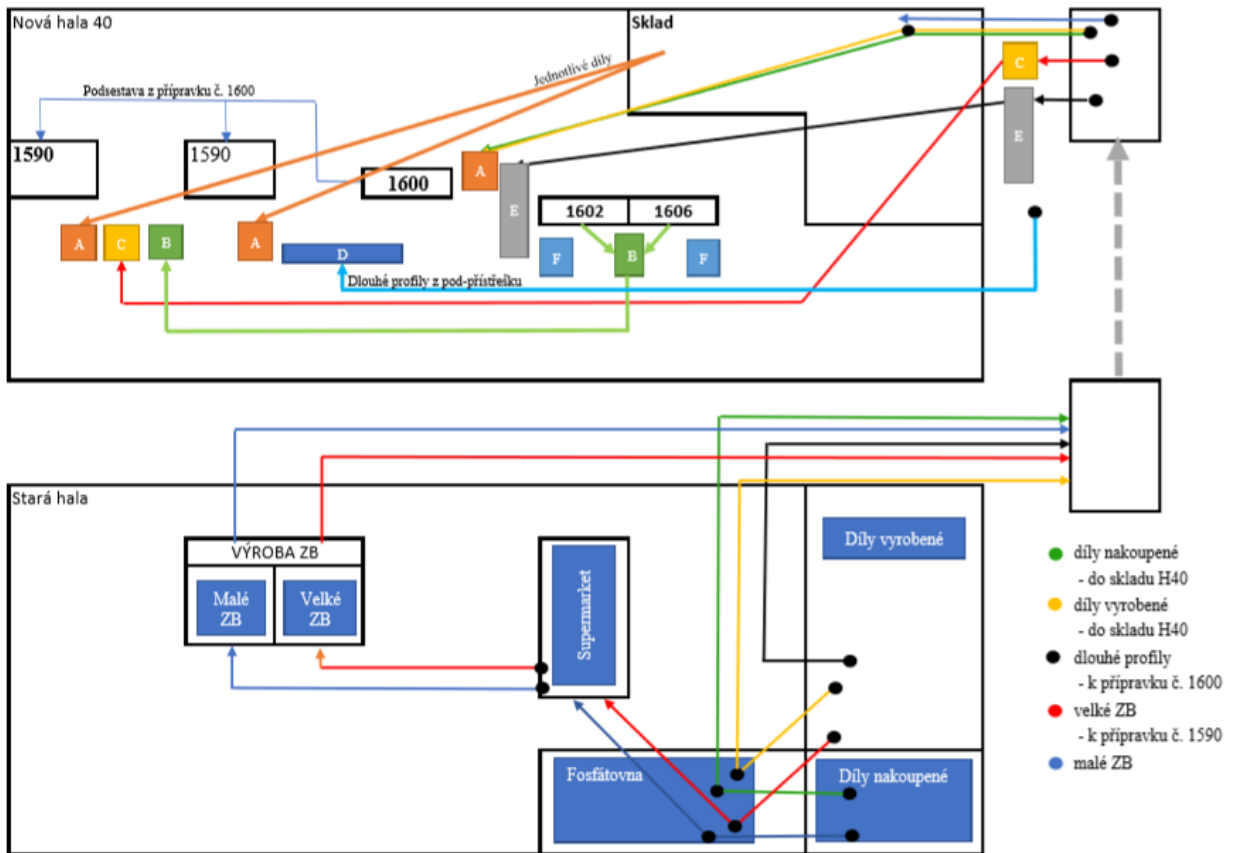 Nová hala 40
Sklad
Jednotlivé díly
Podsestava z přípravku č. 1600
C
E
1590
1590
1600
A
E
1602
1606
A
C
B
A
D
F
B
F
Dlouhé profily z pod-přístřešku
Stará hala
VÝROBA ZB
Malé
ZB
Velké
ZB
Supermarket
Díly vyrobené
Fosfátovna
Díly nakoupené
díly nakoupené
- do skladu H40
díly vyrobené
- do skladu H40
dlouhé profily
- k přípravku č. 1600
velké ZB
- k přípravku č. 1590
malé ZB